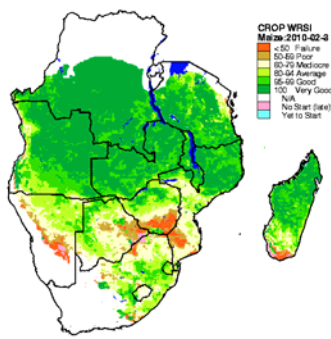 CROP WRSI
Maize:2010-02-3
<50 Failure
50-59 Poor
60-79 Mediocre
80-94 Average
95-99 Good
100 Very Good
N/A
No Start (late)
Yet to Start